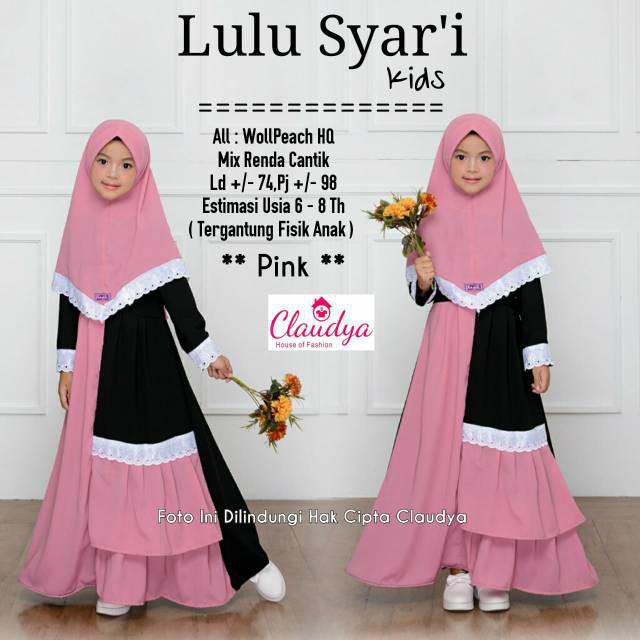 Lulu Syar'i
Kids
==============
All : WollPeach HQ
Mix Renda Cantik
Ld +/- 74,Pj +/- 98
Estimasi Usia 6 - 8 Th
( Tergantung Fisik Anak )
** Pink **
Claudya
House of Fashion
Foto Ini Dilindungi Hak Cipta Claudya